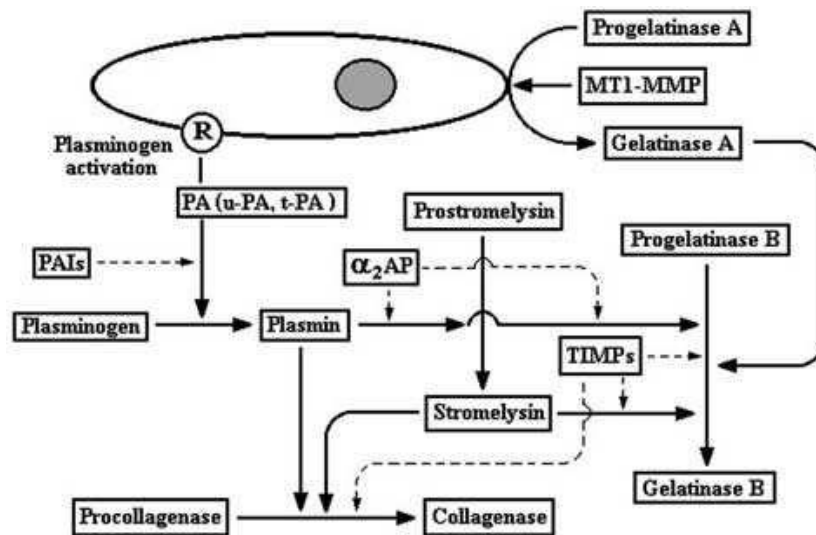 Progelatinase A
MT1-MMP
R
Plasminogen
activation
Gelatinase A
PA (u-PA, t-PA )
Prostromelysin
Progelatinase B
PAIs
α₂AP
Plasminogen
Plasmin
TIMPs
Stromelysin
Gelatinase B
Procollagenase
Collagenase